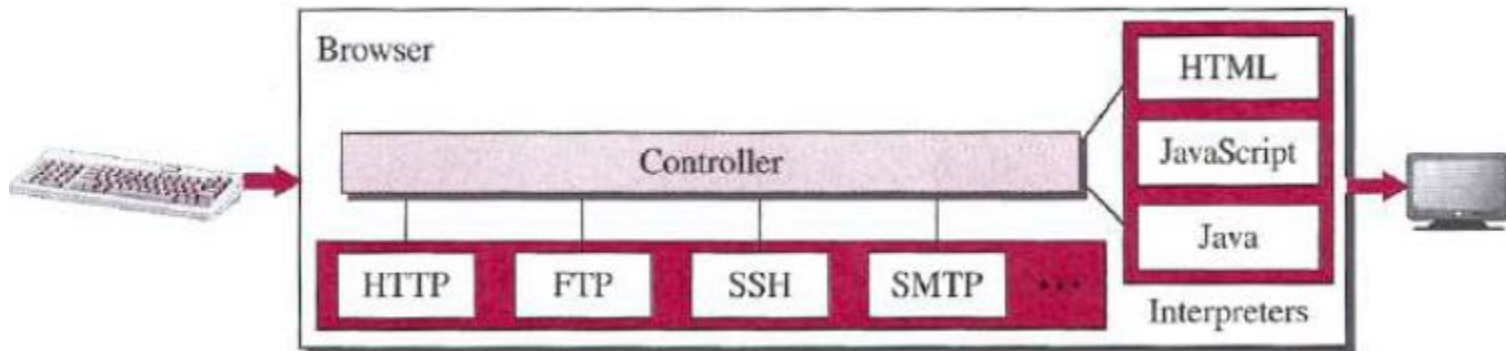 Browser
HTML
Controller
JavaScript
Java
HTTP FTP SSH SMTP ...
Interpreters